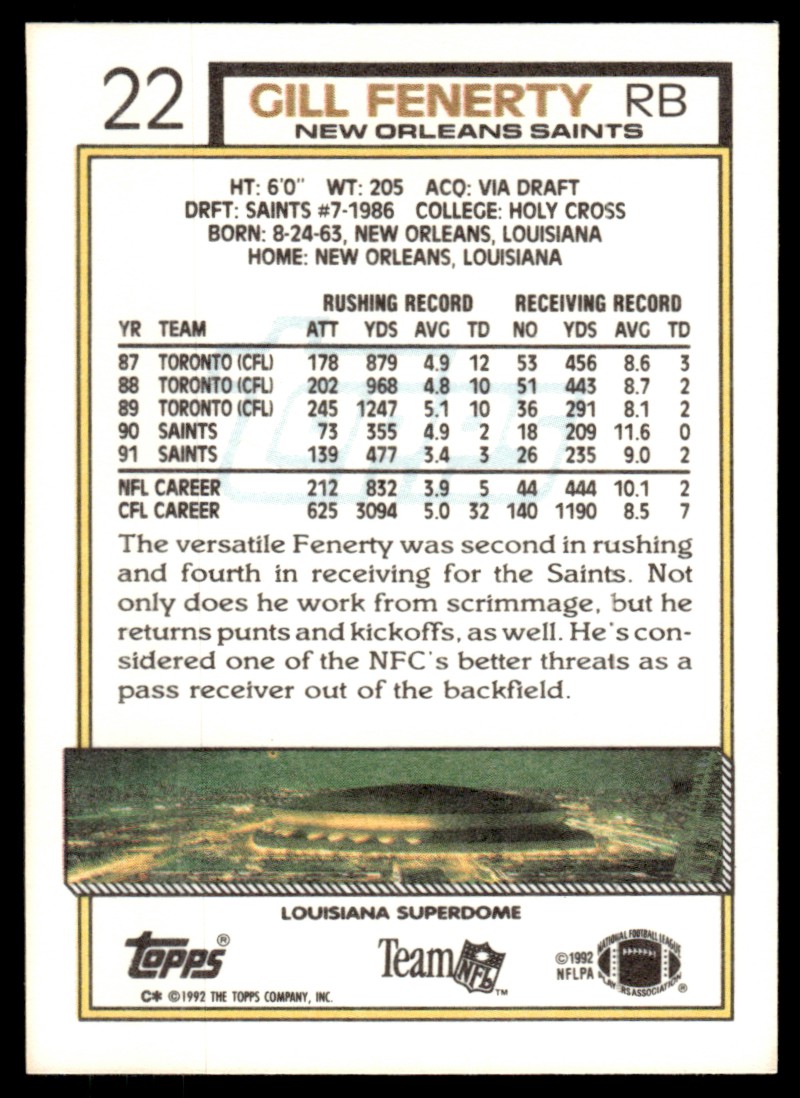 22 GILL FENERTY RB
NEW ORLEANS SAINTS
HT: 6'0" WT: 205 ACQ: VIA DRAFT
DRFT: SAINTS #7-1986 COLLEGE: HOLY CROSS
BORN: 8-24-63, NEW ORLEANS, LOUISIANA
HOME: NEW ORLEANS, LOUISIANA
RUSHING RECORD RECEIVING RECORD
YR TEAM ATT YDS AVG TD NO YDS AVG TD
87 TORONTO (CFL) 178 879 4.9 12 53 456 8.6 3
88 TORONTO (CFL) 202 968 4.8 10 51 443 8.7 2
89 TORONTO (CFL) 245 1247 5.1 10 36 291 8.1 2
90 SAINTS 73 355 4.9 2 18 209 11.6 0
91 SAINTS 139 477 3.4 3 26 235 9.0 2
NFL CAREER 212 832 3.9 5 44 444 10.1 2
CFL CAREER 625 3094 5.0 32 140 1190 8.5 7
The versatile Fenerty was second in rushing
and fourth in receiving for the Saints. Not
only does he work from scrimmage, but he
returns punts and kickoffs, as well. He's con-
sidered one of the NFC's better threats as a
pass receiver out of the backfield.
LOUISIANA SUPERDOME
Topps®
Team NFL™
©1992
NFLPA
NATIONAL FOOTBALL LEAGUE
PLAYERS ASSOCIATION®
C* ©1992 THE TOPPS COMPANY, INC.